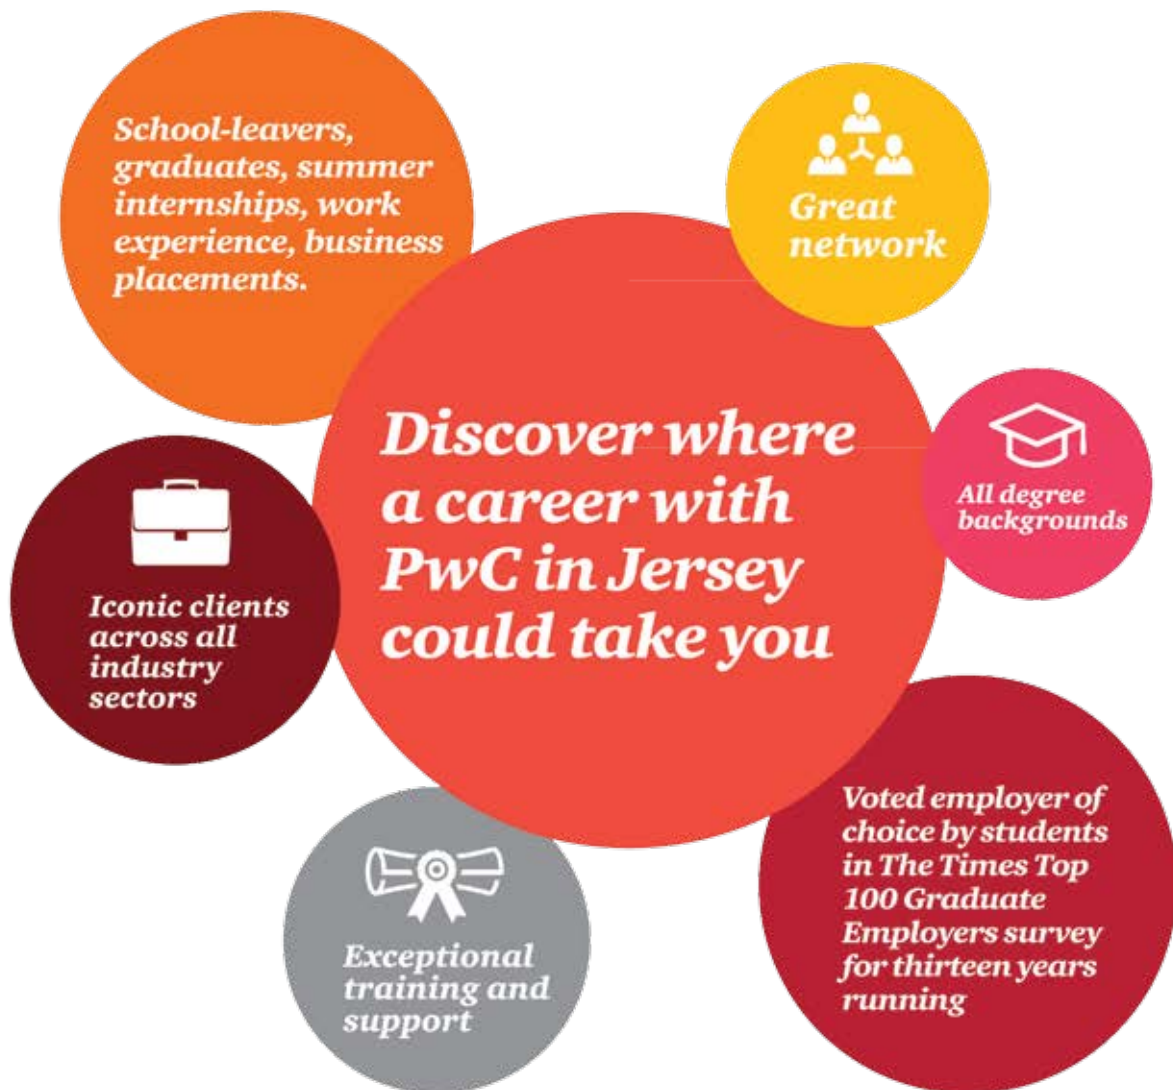 School-leavers,
graduates, summer
internships, work
experience, business
placements.
Great
network
Discover where
a career with
PwC in Jersey
could take you
All degree
backgrounds
Iconic clients
across all
industry
sectors
Voted employer of
choice by students
in The Times Top
100 Graduate
Employers survey
for thirteen years
running
Exceptional
training and
support